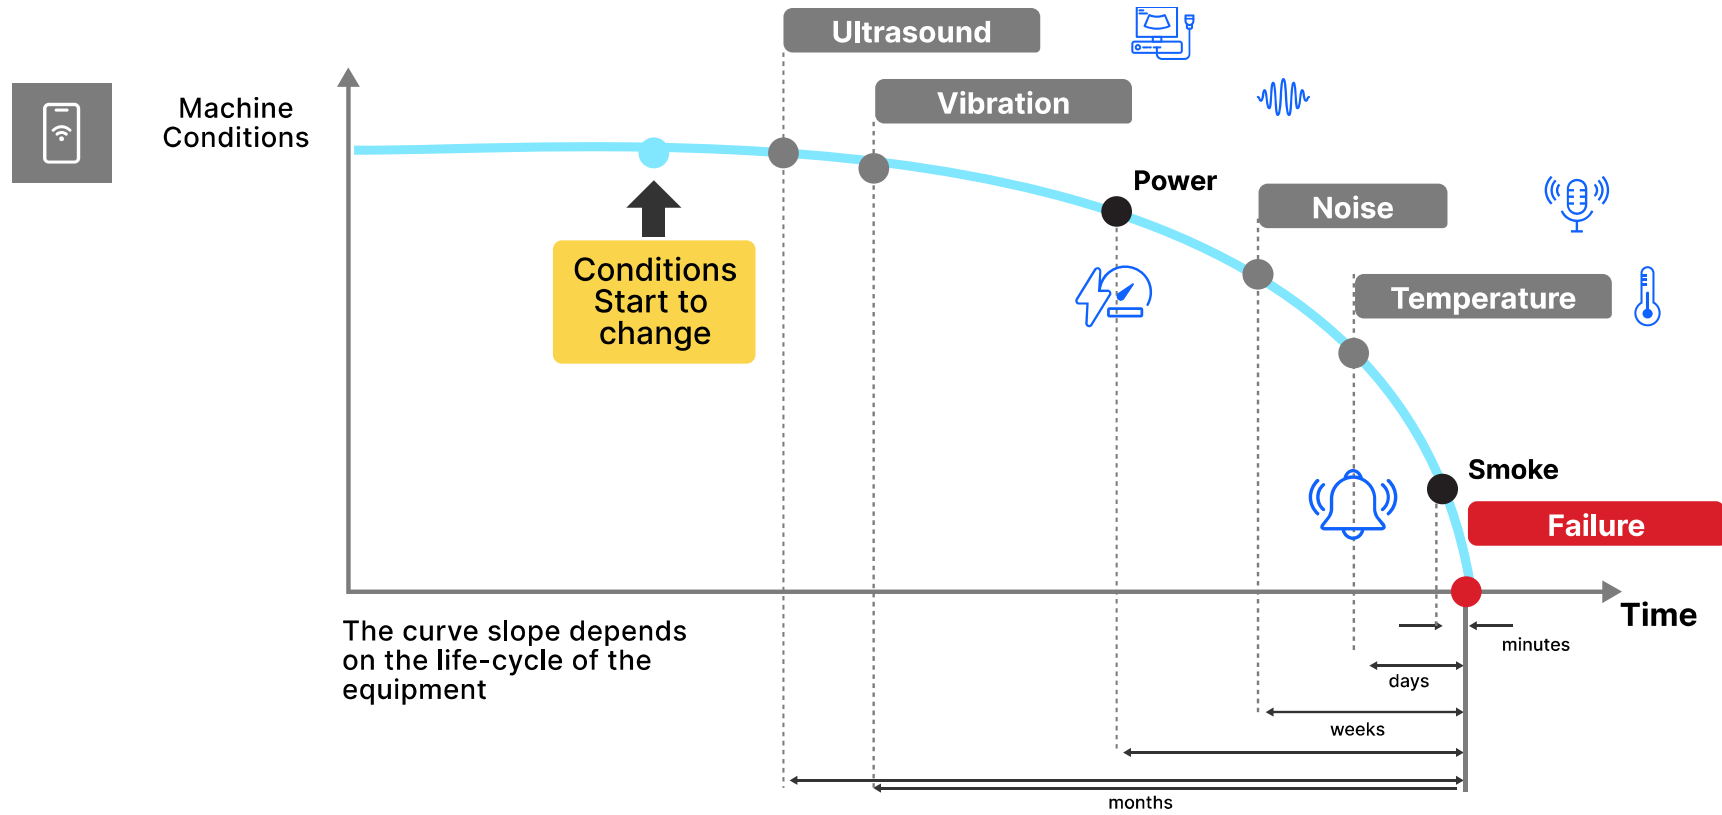 Ultrasound
Vibration
Machine
Conditions
Power
Noise
Conditions
Start to
change
Temperature
Smoke
Failure
Time
The curve slope depends
on the life-cycle of the
equipment
minutes
days
weeks
months